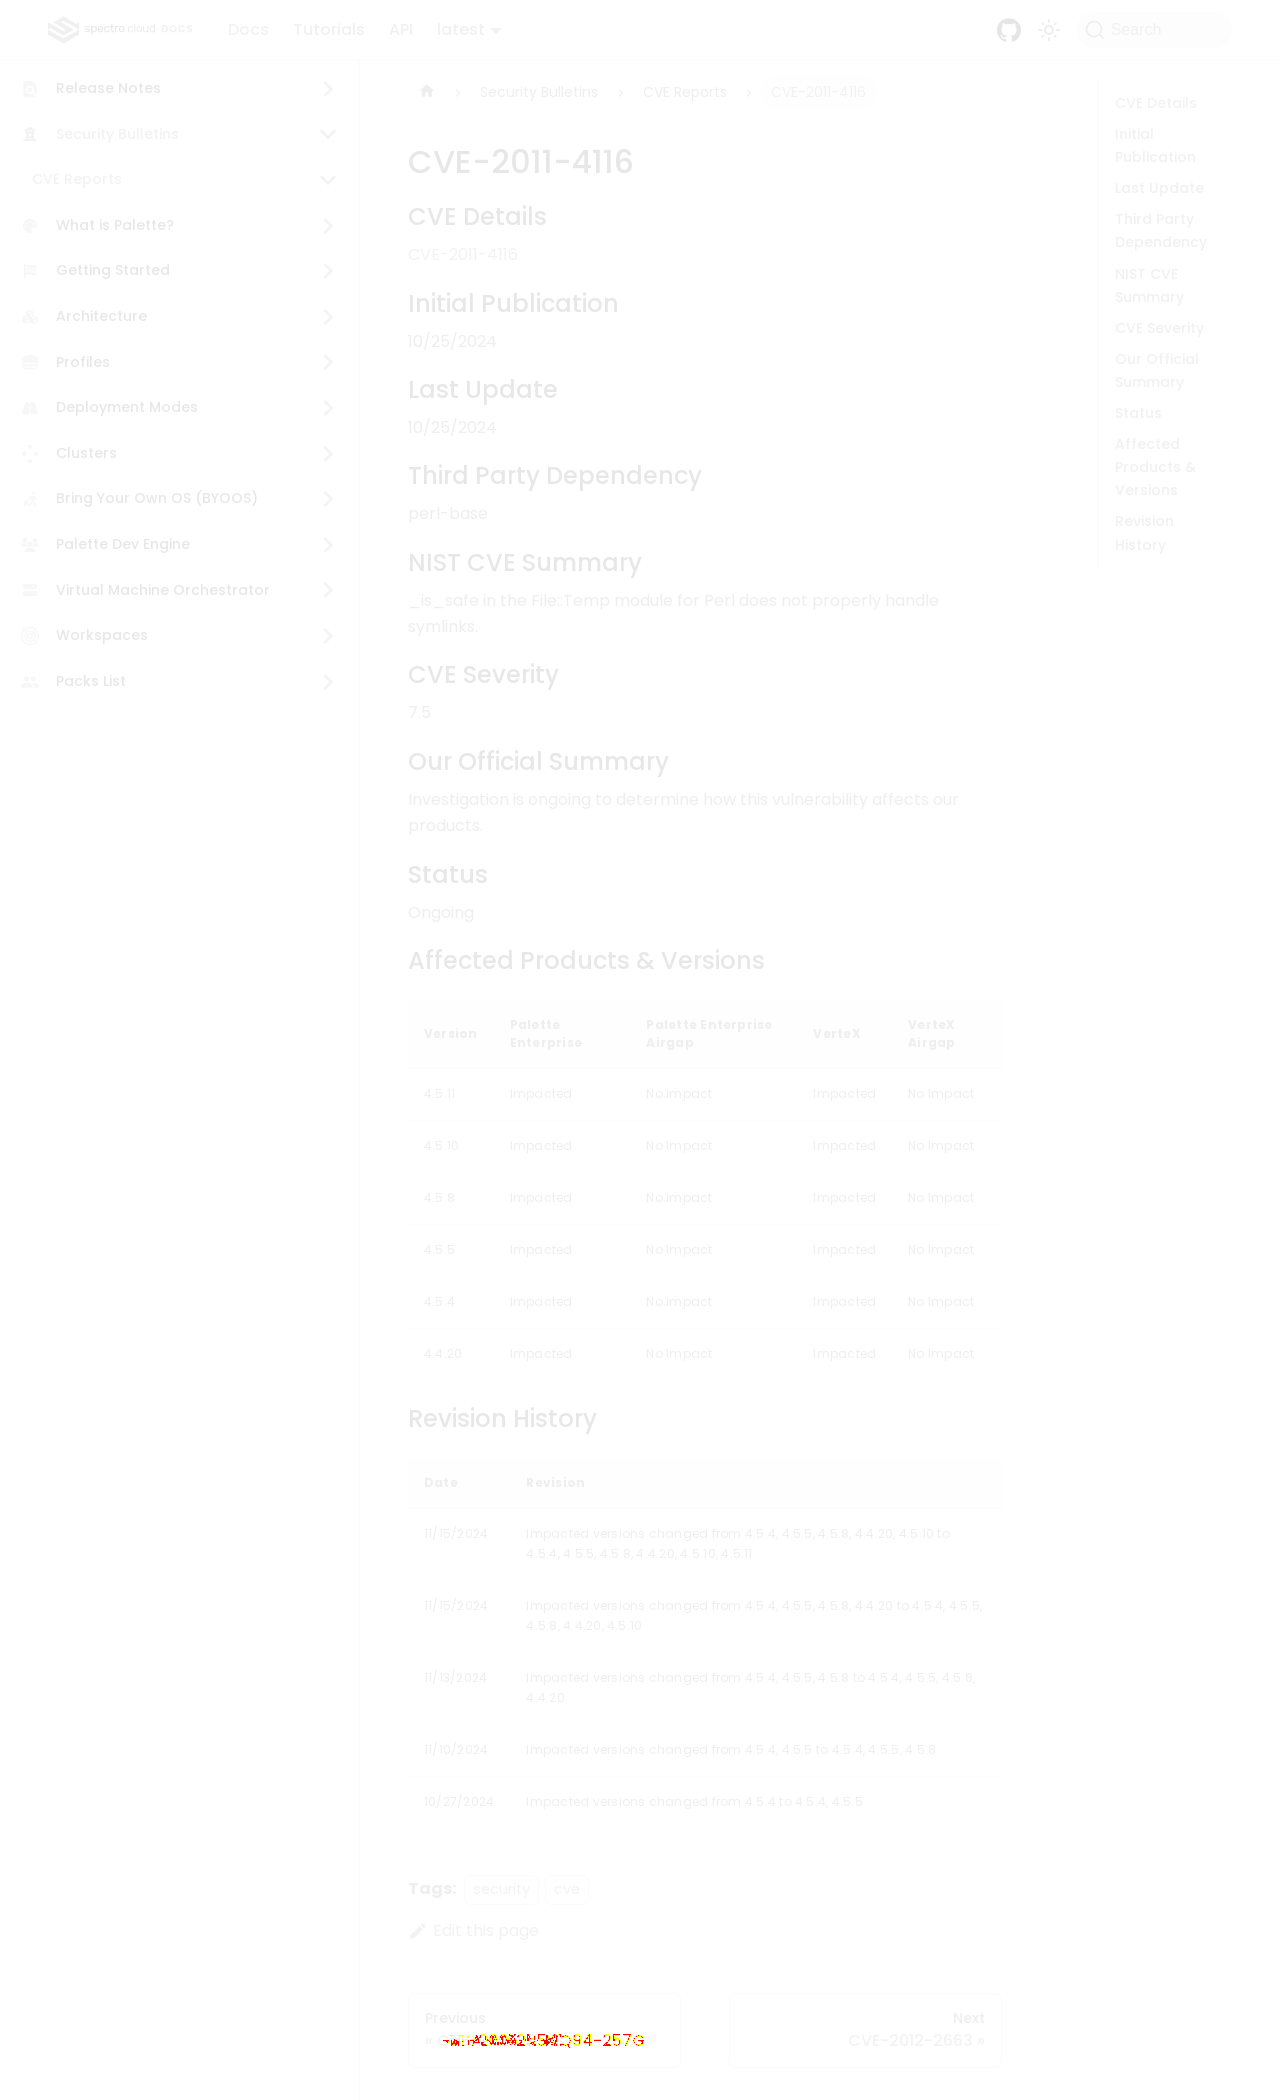 spectro cloud DOCS
Docs
Tutorials
API
latest
Search
Release Notes
Security Bulletins
CVE Reports
What is Palette?
Getting Started
Architecture
Profiles
Deployment Modes
Clusters
Bring Your Own OS (BYOOS)
Palette Dev Engine
Virtual Machine Orchestrator
Workspaces
Packs List
Security Bulletins > CVE Reports > CVE-2011-4116
CVE-2011-4116
CVE Details
CVE-2011-4116
Initial Publication
10/25/2024
Last Update
10/25/2024
Third Party Dependency
perl-base
NIST CVE Summary
_is_safe in the File::Temp module for Perl does not properly handle
symlinks.
CVE Severity
7.5
Our Official Summary
Investigation is ongoing to determine how this vulnerability affects our
products.
Status
Ongoing
Affected Products & Versions
Version Palette Enterprise Palette Enterprise Airgap VerteX VerteX Airgap
4.5.11 Impacted No Impact Impacted No Impact
4.5.10 Impacted No Impact Impacted No Impact
4.5.8 Impacted No Impact Impacted No Impact
4.5.5 Impacted No Impact Impacted No Impact
4.5.4 Impacted No Impact Impacted No Impact
4.4.20 Impacted No Impact Impacted No Impact
Revision History
Date Revision
11/15/2024 Impacted versions changed from 4.5.4, 4.5.5, 4.5.8, 4.4.20, 4.5.10 to
4.5.4, 4.5.5, 4.5.8, 4.4.20, 4.5.10, 4.5.11
11/15/2024 Impacted versions changed from 4.5.4, 4.5.5, 4.5.8, 4.4.20 to 4.5.4, 4.5.5,
4.5.8, 4.4.20, 4.5.10
11/13/2024 Impacted versions changed from 4.5.4, 4.5.5, 4.5.8 to 4.5.4, 4.5.5, 4.5.8,
4.4.20
11/10/2024 Impacted versions changed from 4.5.4, 4.5.5 to 4.5.4, 4.5.5, 4.5.8
10/27/2024 Impacted versions changed from 4.5.4 to 4.5.4, 4.5.5
Tags: security cve
Edit this page
Previous
Next
CVE-2012-2663 »
CVE Details
Initial
Publication
Last Update
Third Party
Dependency
NIST CVE
Summary
CVE Severity
Our Official
Summary
Status
Affected
Products &
Versions
Revision
History